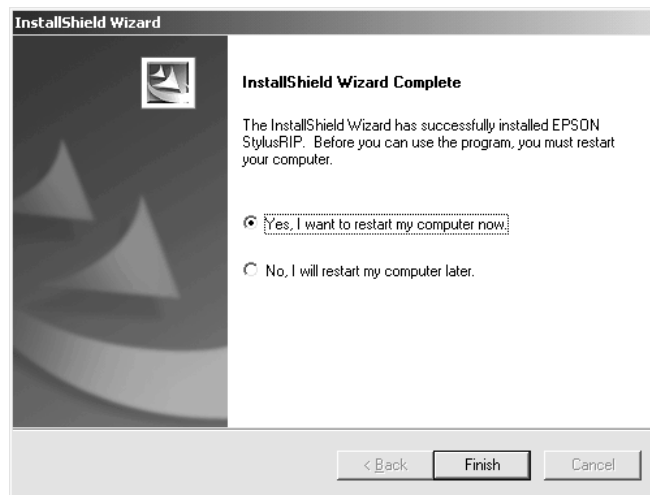 InstallShield Wizard
InstallShield Wizard Complete
The InstallShield Wizard has successfully installed EPSON
StylusRIP. Before you can use the program, you must restart
your computer.
Yes, I want to restart my computer now.
No, I will restart my computer later.
< Back
Finish
Cancel